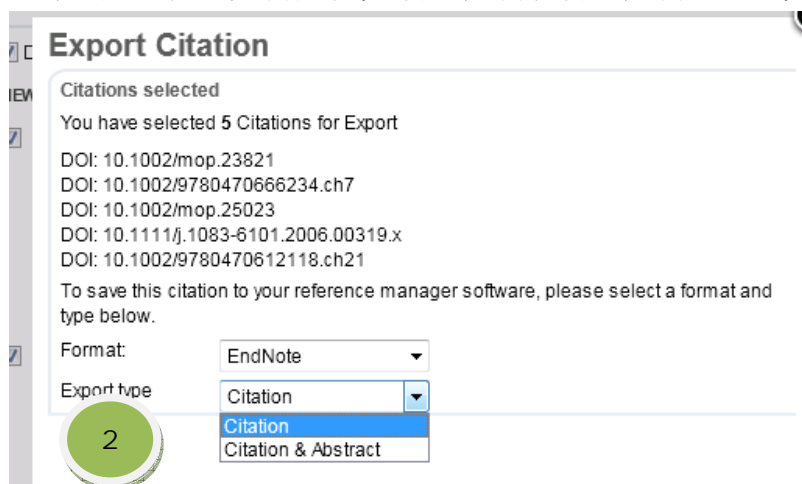 Export Citation
Citations selected
You have selected 5 Citations for Export
DOI: 10.1002/mop.23821
DOI: 10.1002/9780470666234.ch7
DOI: 10.1002/mop.25023
DOI: 10.1111/j.1083-6101.2006.00319.x
DOI: 10.1002/9780470612118.ch21
To save this citation to your reference manager software, please select a format and
type below.
Format: EndNote
Export type Citation
Citation
Citation & Abstract
2